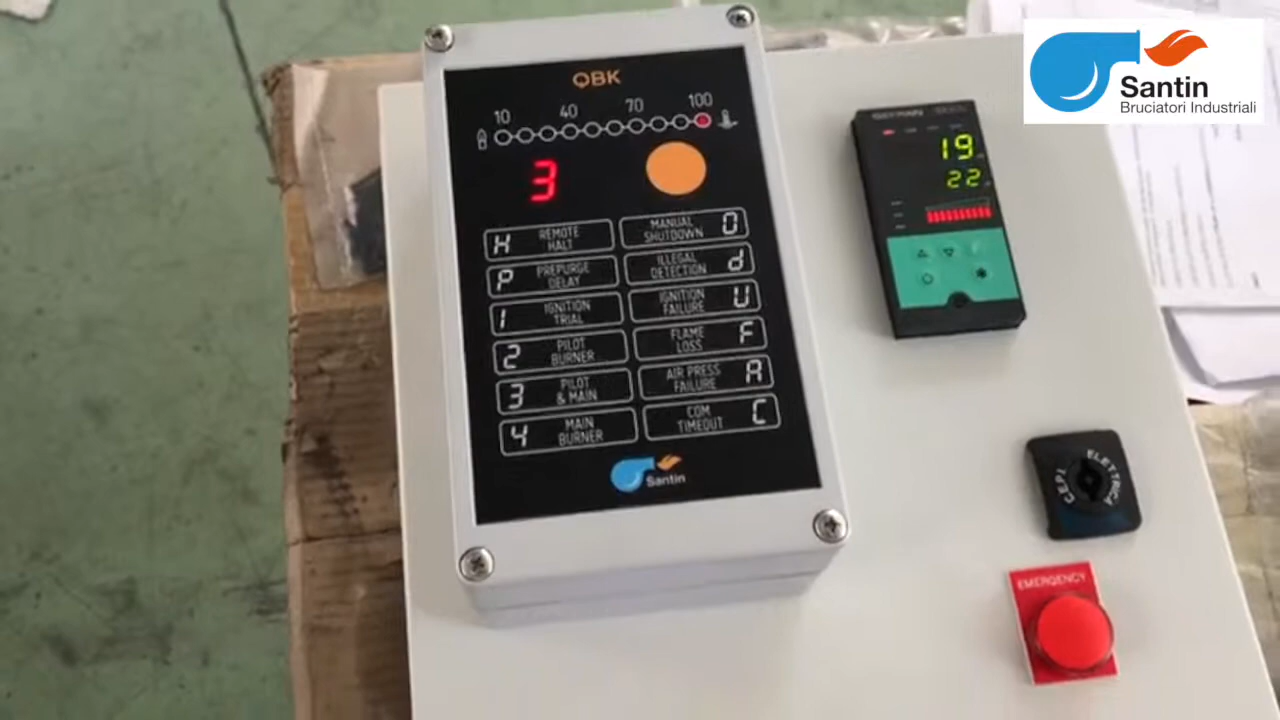 Santin
Bruciatori Industriali
QBK
10 40 70 100
3
H REMOTE HALT
MANUAL SHUTDOWN 0
P PREPURGE DELAY
ILLEGAL DETECTION d
1 IGNITION TRIAL
IGNITION FAILURE U
2 PILOT BURNER
FLAME LOSS F
3 PILOT & MAIN
AIR PRESS FAILURE A
4 MAIN BURNER
COM TIMEOUT C
Santin
19
22
CEPI ELETTRICA
EMERGENCY